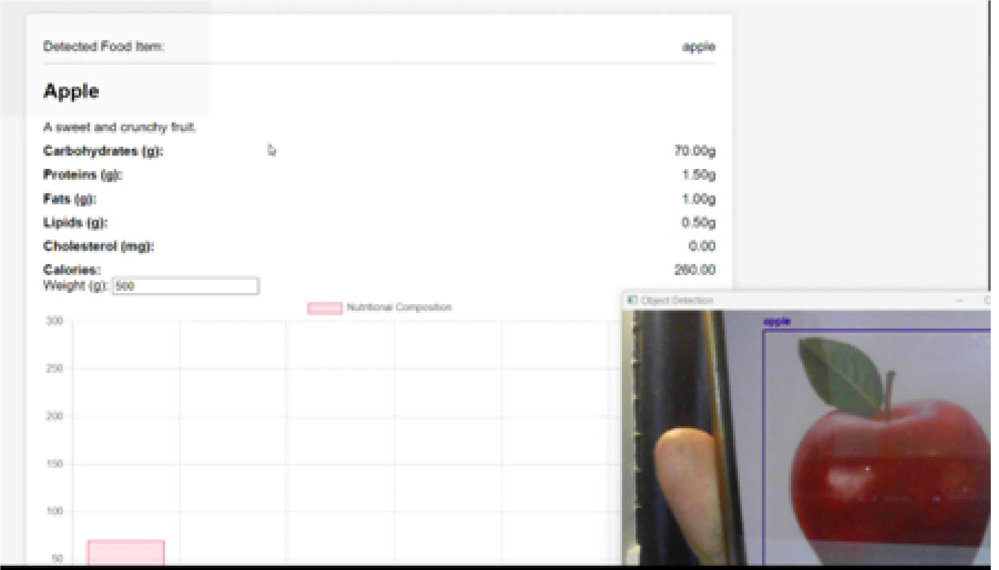 Detected Food Item: apple
Apple
A sweet and crunchy fruit.
Carbohydrates (g): 70.00g
Proteins (g): 1.50g
Fats (g): 1.00g
Lipids (g): 0.50g
Cholesterol (mg): 0.00
Calories: 260.00
Weight (g): 500
Nutritional Composition
300
250
200
150
100
50
Object Detection
apple